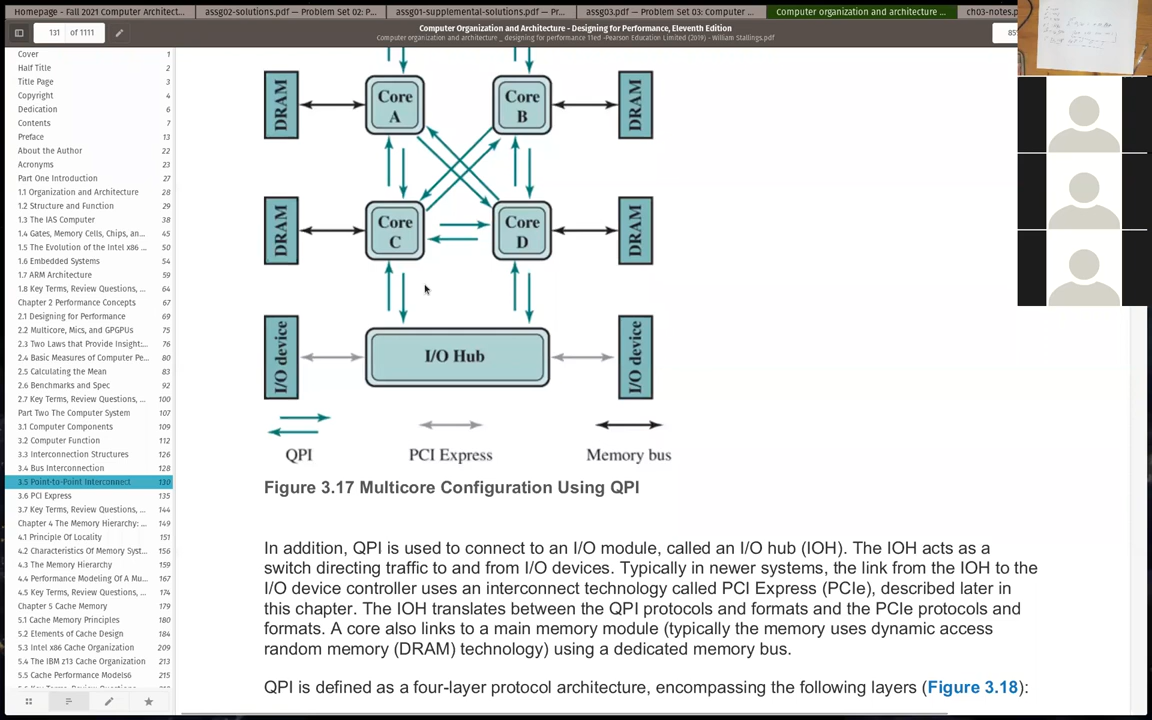 Homepage - Fall 2021 Computer Architect...
assg02-solutions.pdf — Problem Set 02: P...
assg01-supplemental-solutions.pdf — Pr...
assg03.pdf — Problem Set 03: Computer ...
Computer organization and architecture ...
ch03-notes.p
131 of 1111
Computer Organization and Architecture - Designing for Performance, Eleventh Edition
Computer organization and architecture _ designing for performance 11ed -Pearson Education Limited (2019) - William Stallings.pdf
85
Cover 1
Half Title 2
Title Page 3
Copyright 4
Dedication 6
Contents 7
Preface 13
About the Author 22
Acronyms 23
Part One Introduction 27
1.1 Organization and Architecture 28
1.2 Structure and Function 29
1.3 The IAS Computer 38
1.4 Gates, Memory Cells, Chips, an... 45
1.5 The Evolution of the Intel x86 ... 50
1.6 Embedded Systems 54
1.7 ARM Architecture 59
1.8 Key Terms, Review Questions, ... 64
Chapter 2 Performance Concepts 67
2.1 Designing for Performance 69
2.2 Multicore, Mics, and GPGPUs 75
2.3 Two Laws that Provide Insight:... 76
2.4 Basic Measures of Computer Pe... 80
2.5 Calculating the Mean 83
2.6 Benchmarks and Spec 92
2.7 Key Terms, Review Questions, ... 100
Part Two The Computer System 107
3.1 Computer Components 109
3.2 Computer Function 112
3.3 Interconnection Structures 126
3.4 Bus Interconnection 128
3.5 Point-to-Point Interconnect 130
3.6 PCI Express 135
3.7 Key Terms, Review Questions, ... 144
Chapter 4 The Memory Hierarchy: ... 149
4.1 Principle Of Locality 151
4.2 Characteristics Of Memory Syst... 156
4.3 The Memory Hierarchy 159
4.4 Performance Modeling Of A Mu... 167
4.5 Key Terms, Review Questions, ... 174
Chapter 5 Cache Memory 179
5.1 Cache Memory Principles 180
5.2 Elements of Cache Design 184
5.3 Intel x86 Cache Organization 209
5.4 The IBM z13 Cache Organization 213
5.5 Cache Performance Models6 215
DRAM
Core A
Core B
DRAM
DRAM
Core C
Core D
DRAM
I/O device
I/O Hub
I/O device
QPI
PCI Express
Memory bus
Figure 3.17 Multicore Configuration Using QPI
In addition, QPI is used to connect to an I/O module, called an I/O hub (IOH). The IOH acts as a
switch directing traffic to and from I/O devices. Typically in newer systems, the link from the IOH to the
I/O device controller uses an interconnect technology called PCI Express (PCIe), described later in
this chapter. The IOH translates between the QPI protocols and formats and the PCIe protocols and
formats. A core also links to a main memory module (typically the memory uses dynamic access
random memory (DRAM) technology) using a dedicated memory bus.
QPI is defined as a four-layer protocol architecture, encompassing the following layers (Figure 3.18):